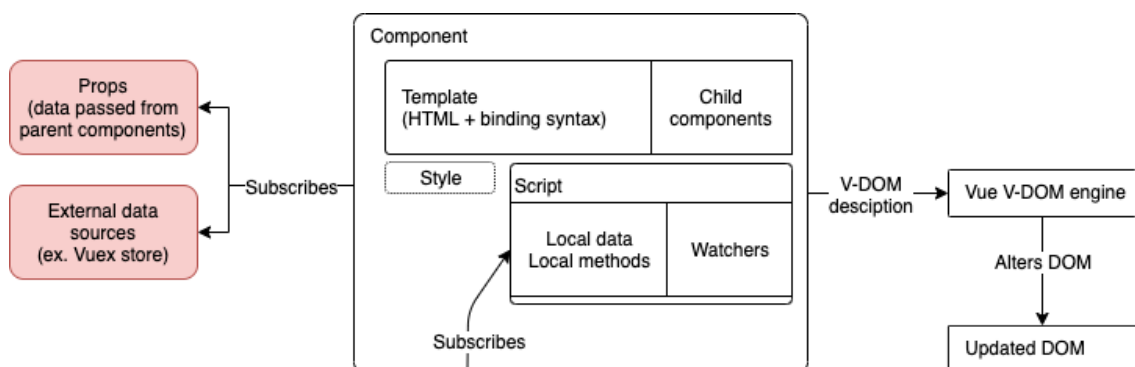 Component
Props
(data passed from
parent components)
Template
(HTML + binding syntax)
Child
components
Subscribes
Style
Script
V-DOM
desciption
Vue V-DOM engine
External data
sources
(ex. Vuex store)
Local data
Local methods
Watchers
Alters DOM
Subscribes
Updated DOM